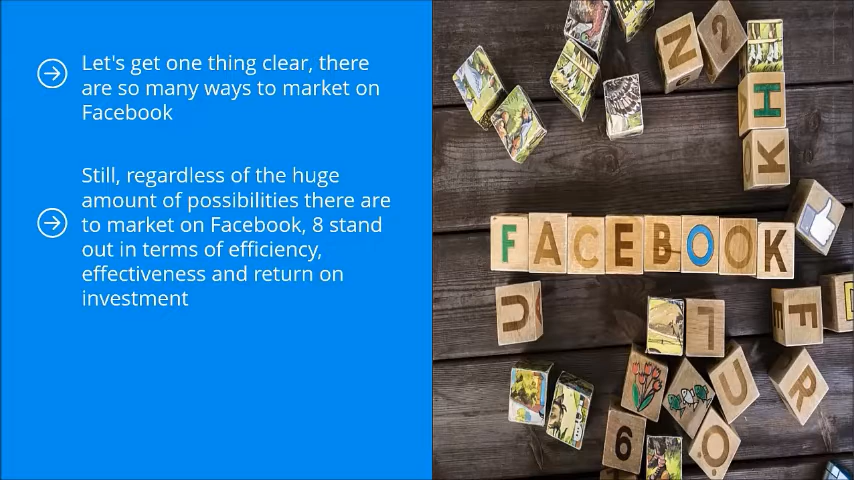 Let's get one thing clear, there
are so many ways to market on
Facebook
Still, regardless of the huge
amount of possibilities there are
to market on Facebook, 8 stand
out in terms of efficiency,
effectiveness and return on
investment
N
2
H
K
FACEBOOK
U
L
E
F
U
R
6
O